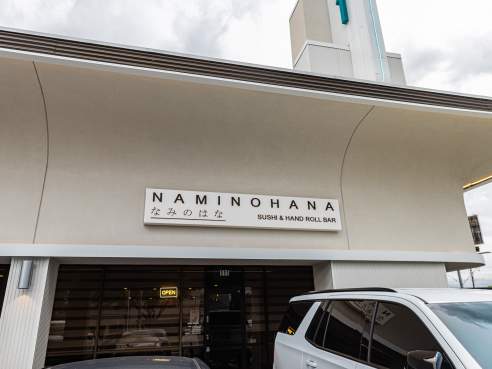 NAMINOHANA
なみのはな
SUSHI & HAND ROLL BAR
OPEN